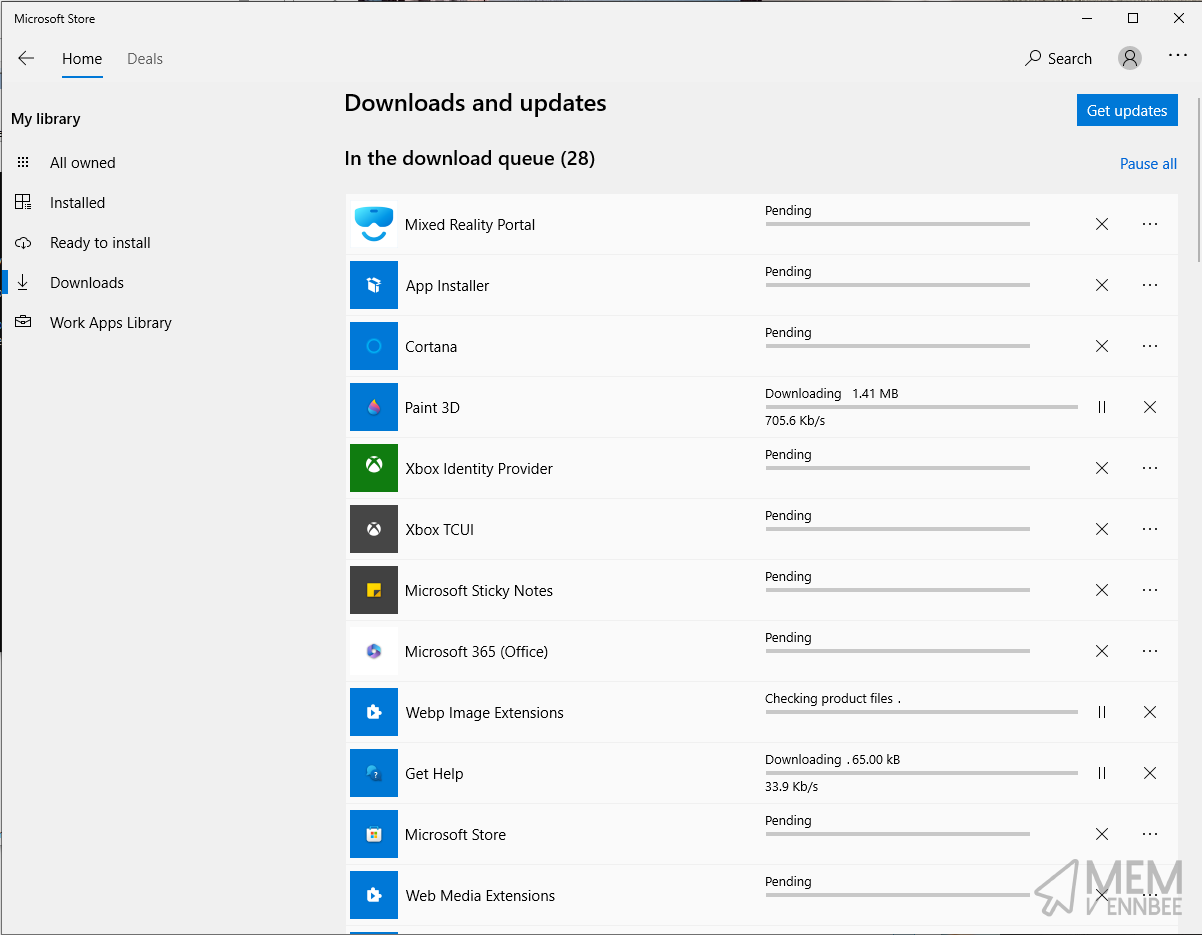 Microsoft Store
Home Deals Search
My library
All owned
Installed
Ready to install
Downloads
Work Apps Library
Downloads and updates
Get updates
In the download queue (28)
Pause all
Mixed Reality Portal
Pending
App Installer
Pending
Cortana
Pending
Paint 3D
Downloading 1.41 MB
705.6 Kb/s
Xbox Identity Provider
Pending
Xbox TCUI
Pending
Microsoft Sticky Notes
Pending
Microsoft 365 (Office)
Pending
Webp Image Extensions
Checking product files .
Get Help
Downloading .65.00 kB
33.9 Kb/s
Microsoft Store
Pending
Web Media Extensions
Pending
MEM
VENNBEE